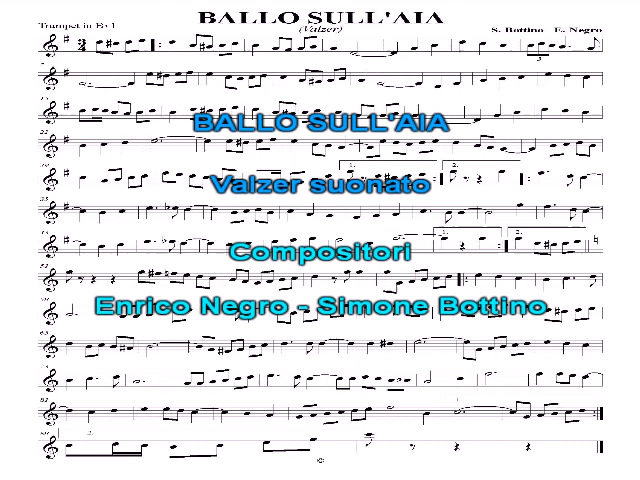 BALLO SULL'AIA
Trumpet in B♭ 1
(Valzer)
S. Bottino E. Negro
BALLO SULL'AIA
Valzer suonato
Compositori
Enrico Negro - Simone Bottino